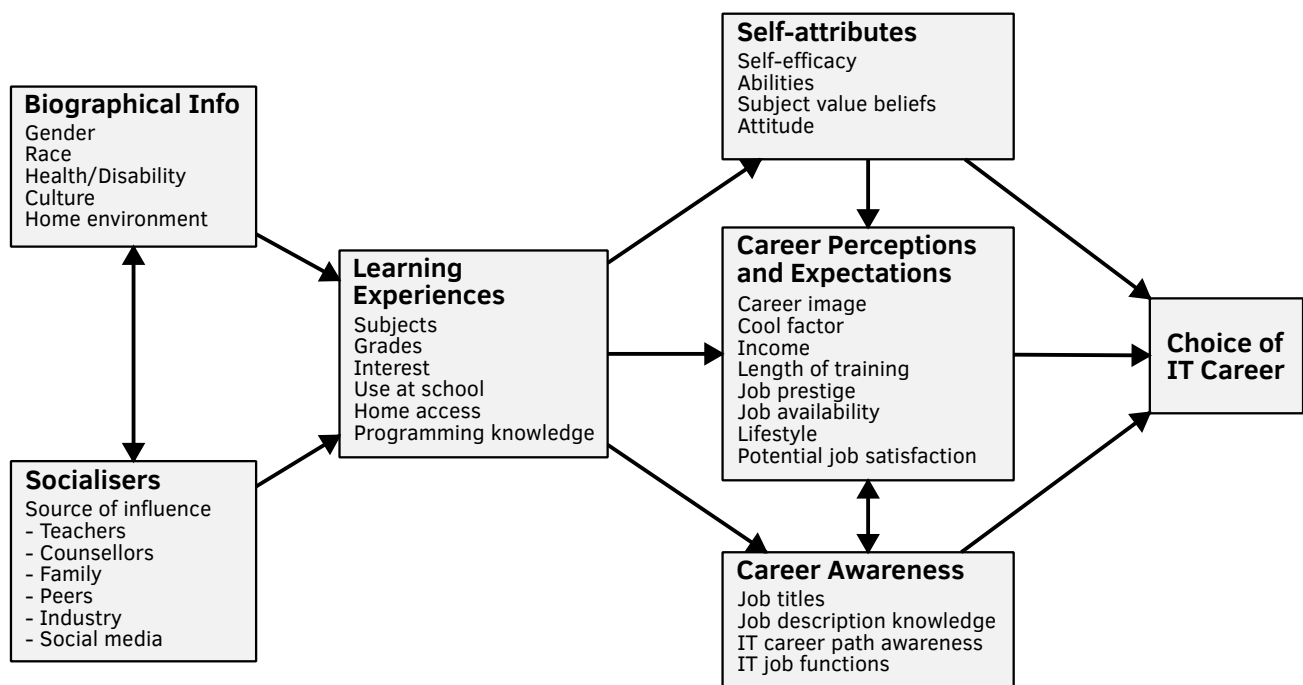 Biographical Info
Gender
Race
Health/Disability
Culture
Home environment
Socialisers
Source of influence
- Teachers
- Counsellors
- Family
- Peers
- Industry
- Social media
Learning
Experiences
Subjects
Grades
Interest
Use at school
Home access
Programming knowledge
Self-attributes
Self-efficacy
Abilities
Subject value beliefs
Attitude
Career Perceptions
and Expectations
Career image
Cool factor
Income
Length of training
Job prestige
Job availability
Lifestyle
Potential job satisfaction
Career Awareness
Job titles
Job description knowledge
IT career path awareness
IT job functions
Choice of
IT Career